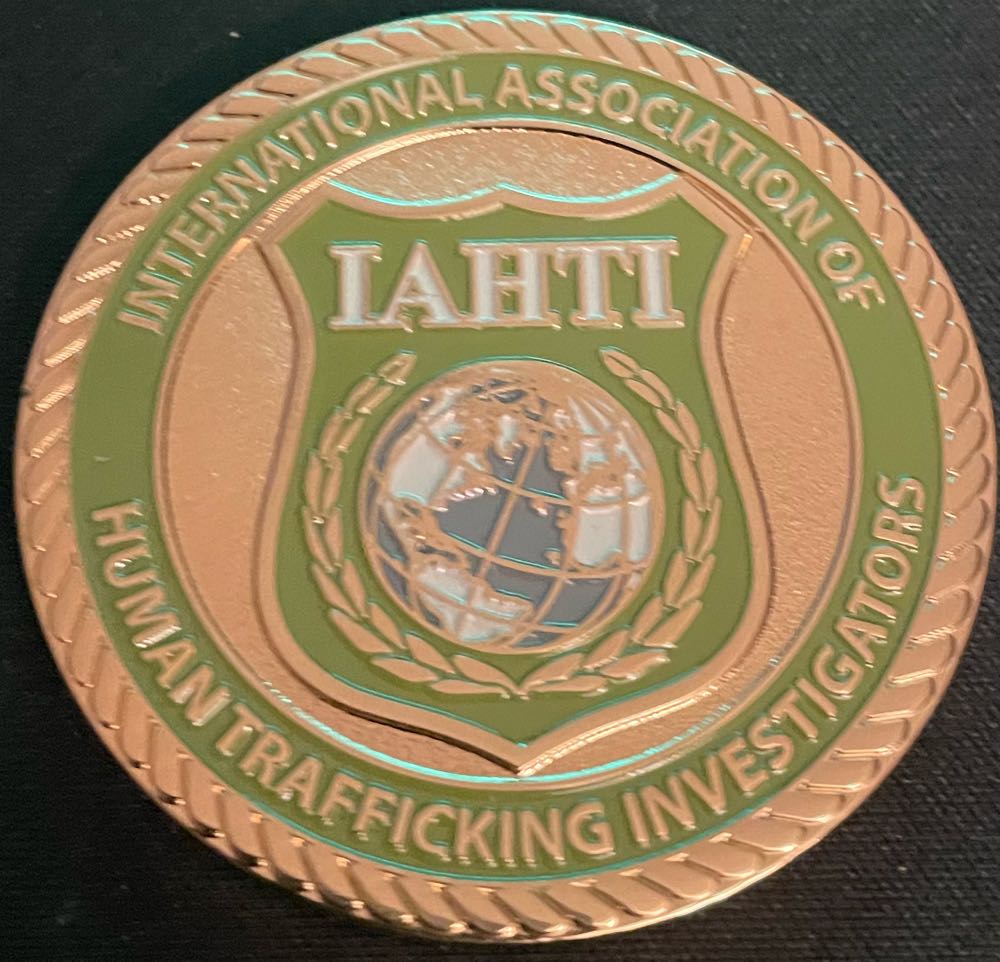 INTERNATIONAL ASSOCIATION OF
IAHTI
HUMAN TRAFFICKING INVESTIGATORS